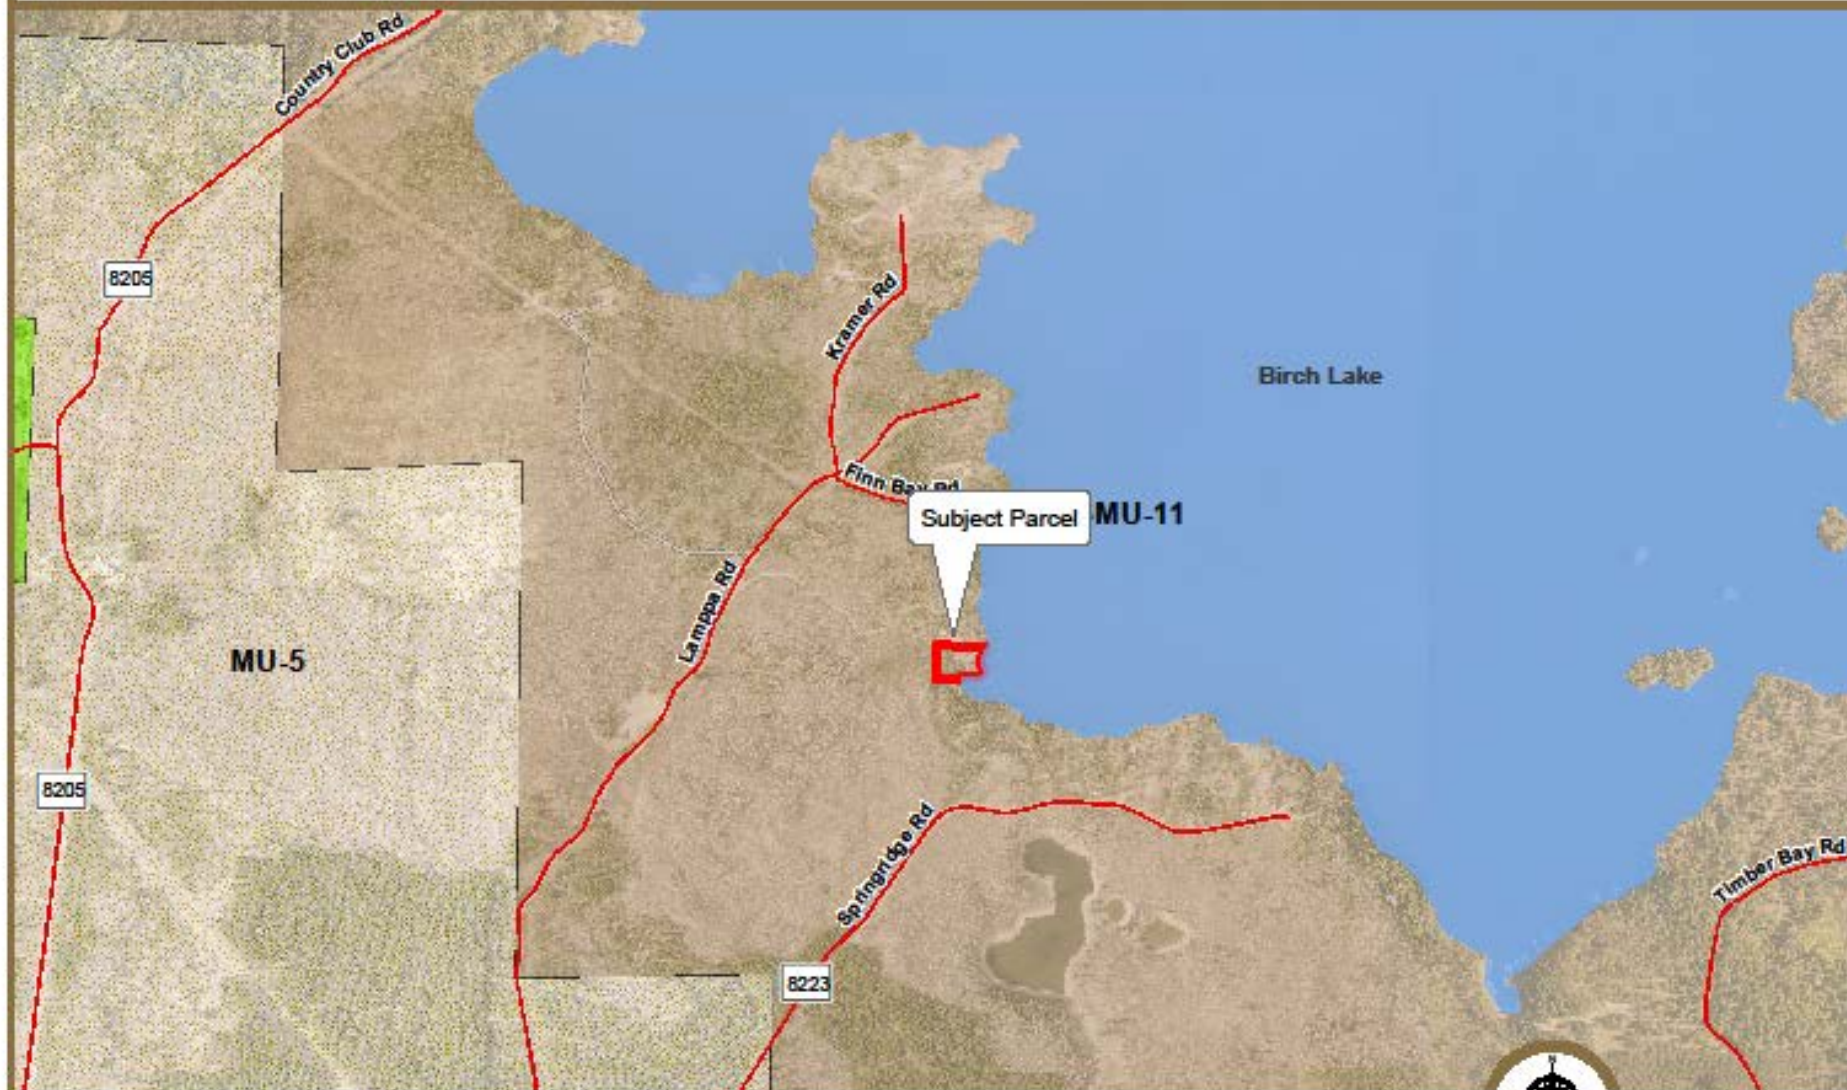 Country Club Rd
8205
Kramer Rd
Birch Lake
Finn Bay Rd
Subject Parcel
MU-11
Lamppa Rd
MU-5
8205
Springridge Rd
Timber Bay Rd
8223
N